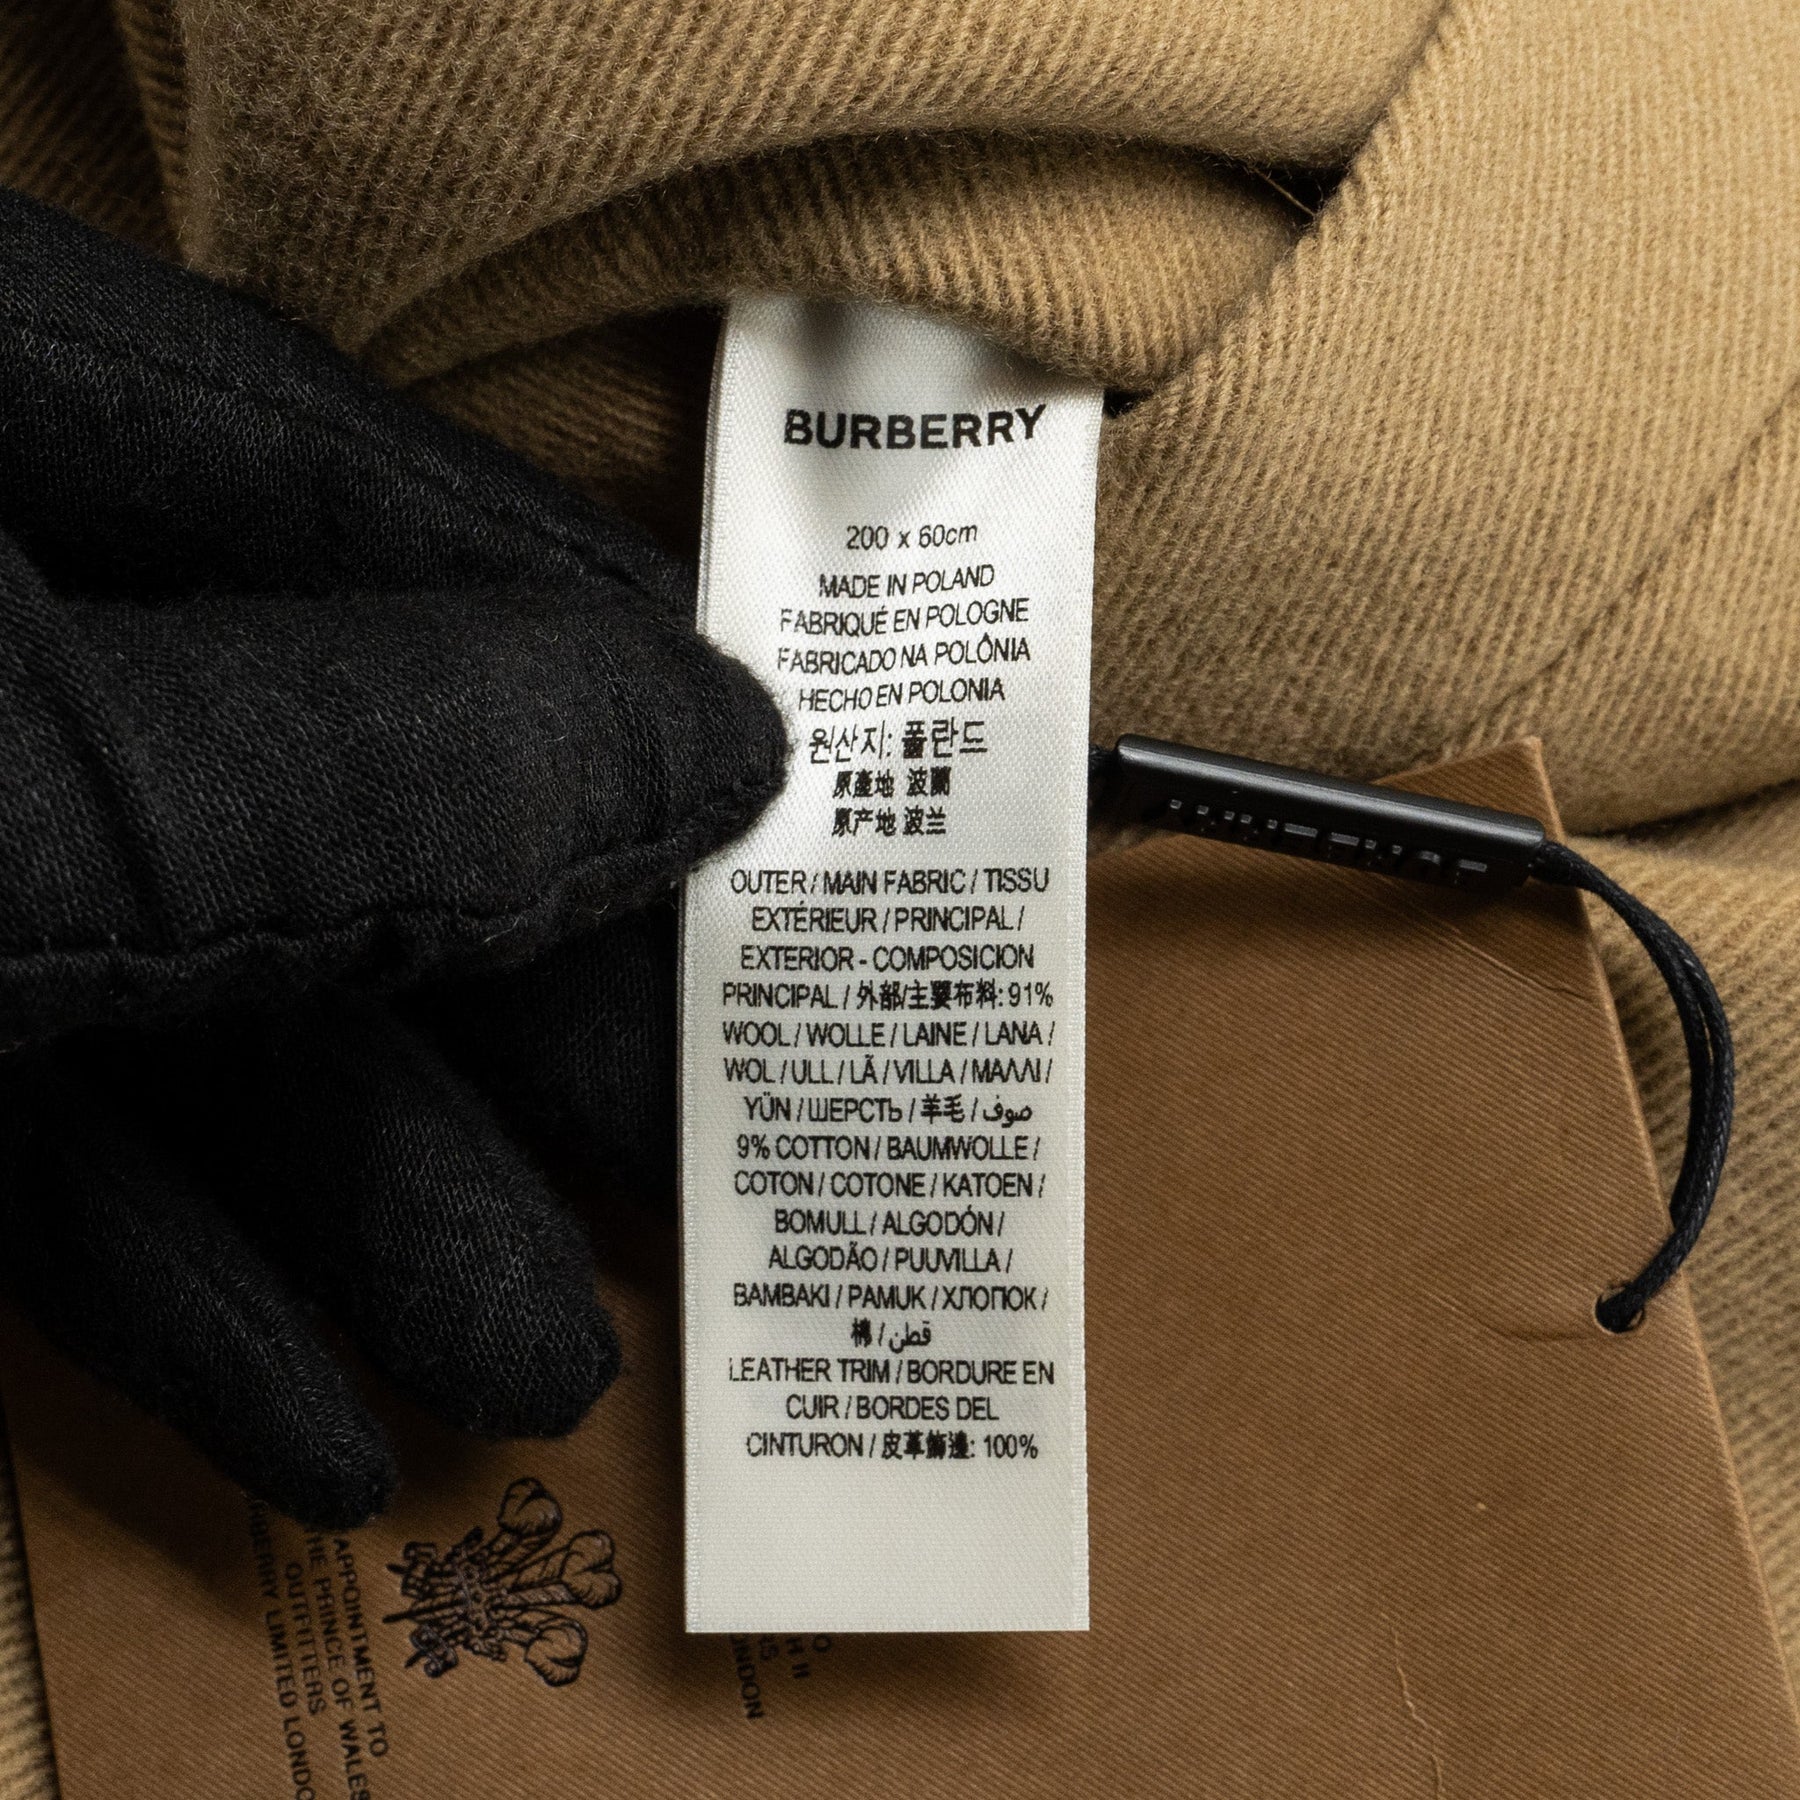 BURBERRY
200 x 60cm
MADE IN POLAND
FABRIQUÉ EN POLOGNE
FABRICADO NA POLÔNIA
HECHO EN POLONIA
원산지: 폴란드
原產地 波蘭
原产地 波兰
OUTER / MAIN FABRIC / TISSU
EXTÉRIEUR / PRINCIPAL /
EXTERIOR - COMPOSICION
PRINCIPAL / 外部/主要布料: 91%
WOOL / WOLLE / LAINE / LANA /
WOL / ULL / LÃ / VILLA / ΜΑΛΛΙ /
YÜN / ШЕРСТЬ / 羊毛 / صوف
9% COTTON / BAUMWOLLE /
COTON / COTONE / KATOEN /
BOMULL / ALGODÓN /
ALGODÃO / PUUVILLA /
BAMBAKI / PAMUK / ХЛОПОК /
棉 / قطن
LEATHER TRIM / BORDURE EN
CUIR / BORDES DEL
CINTURON / 皮革飾邊: 100%
APPOINTMENT TO
THE PRINCE OF WALES
OUTFITTERS
LIMITED LONDON
LONDON